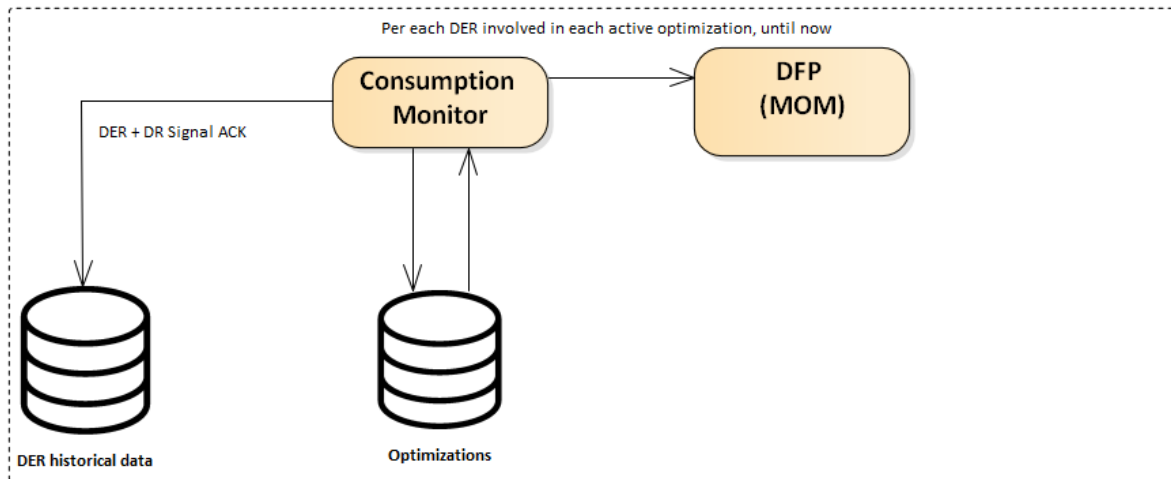 Per each DER involved in each active optimization, until now
Consumption
Monitor
DFP
(MOM)
DER + DR Signal ACK
DER historical data
Optimizations